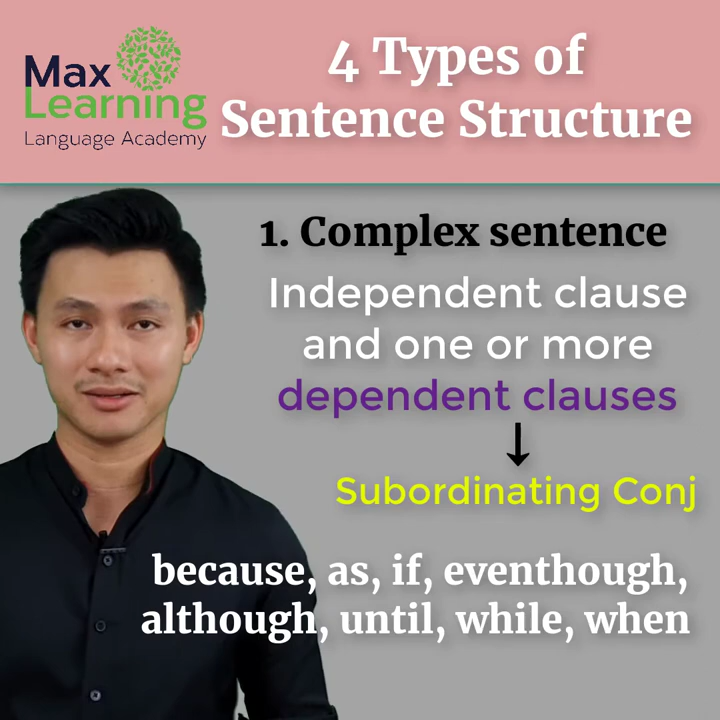 Max
Learning
Language Academy
4 Types of
Sentence Structure
1. Complex sentence
Independent clause
and one or more
dependent clauses
↓
Subordinating Conj
because, as, if, eventhough,
although, until, while, when